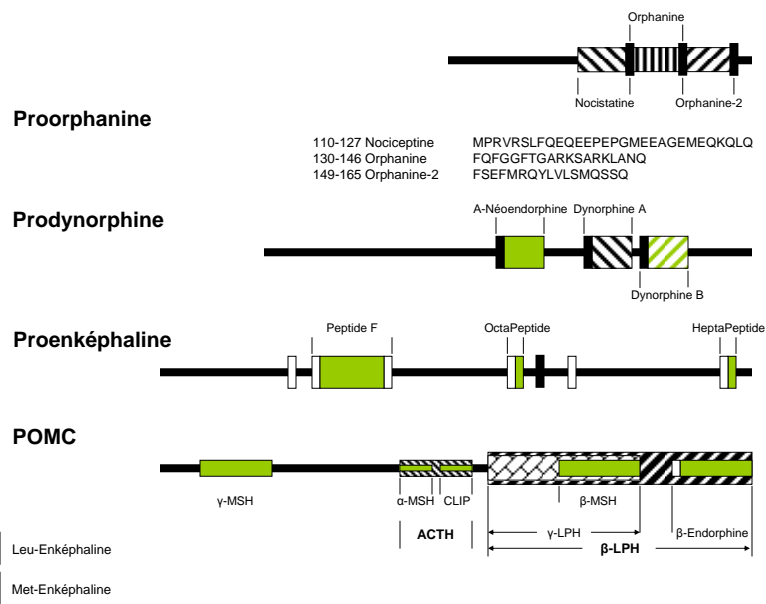 Orphanine
Nocistatine Orphanine-2
Proorphanine
110-127 Nociceptine MPRVRSLFQEQEEPEPGMEEAGEMEQKQLQ
130-146 Orphanine FQFGGFTGARKSARKLANQ
149-165 Orphanine-2 FSEFMRQYLVLSMQSSQ
Prodynorphine
A-Néoendorphine Dynorphine A
Dynorphine B
Proenképhaline
Peptide F OctaPeptide HeptaPeptide
POMC
γ-MSH α-MSH CLIP β-MSH
ACTH γ-LPH β-Endorphine
β-LPH
Leu-Enképhaline
Met-Enképhaline